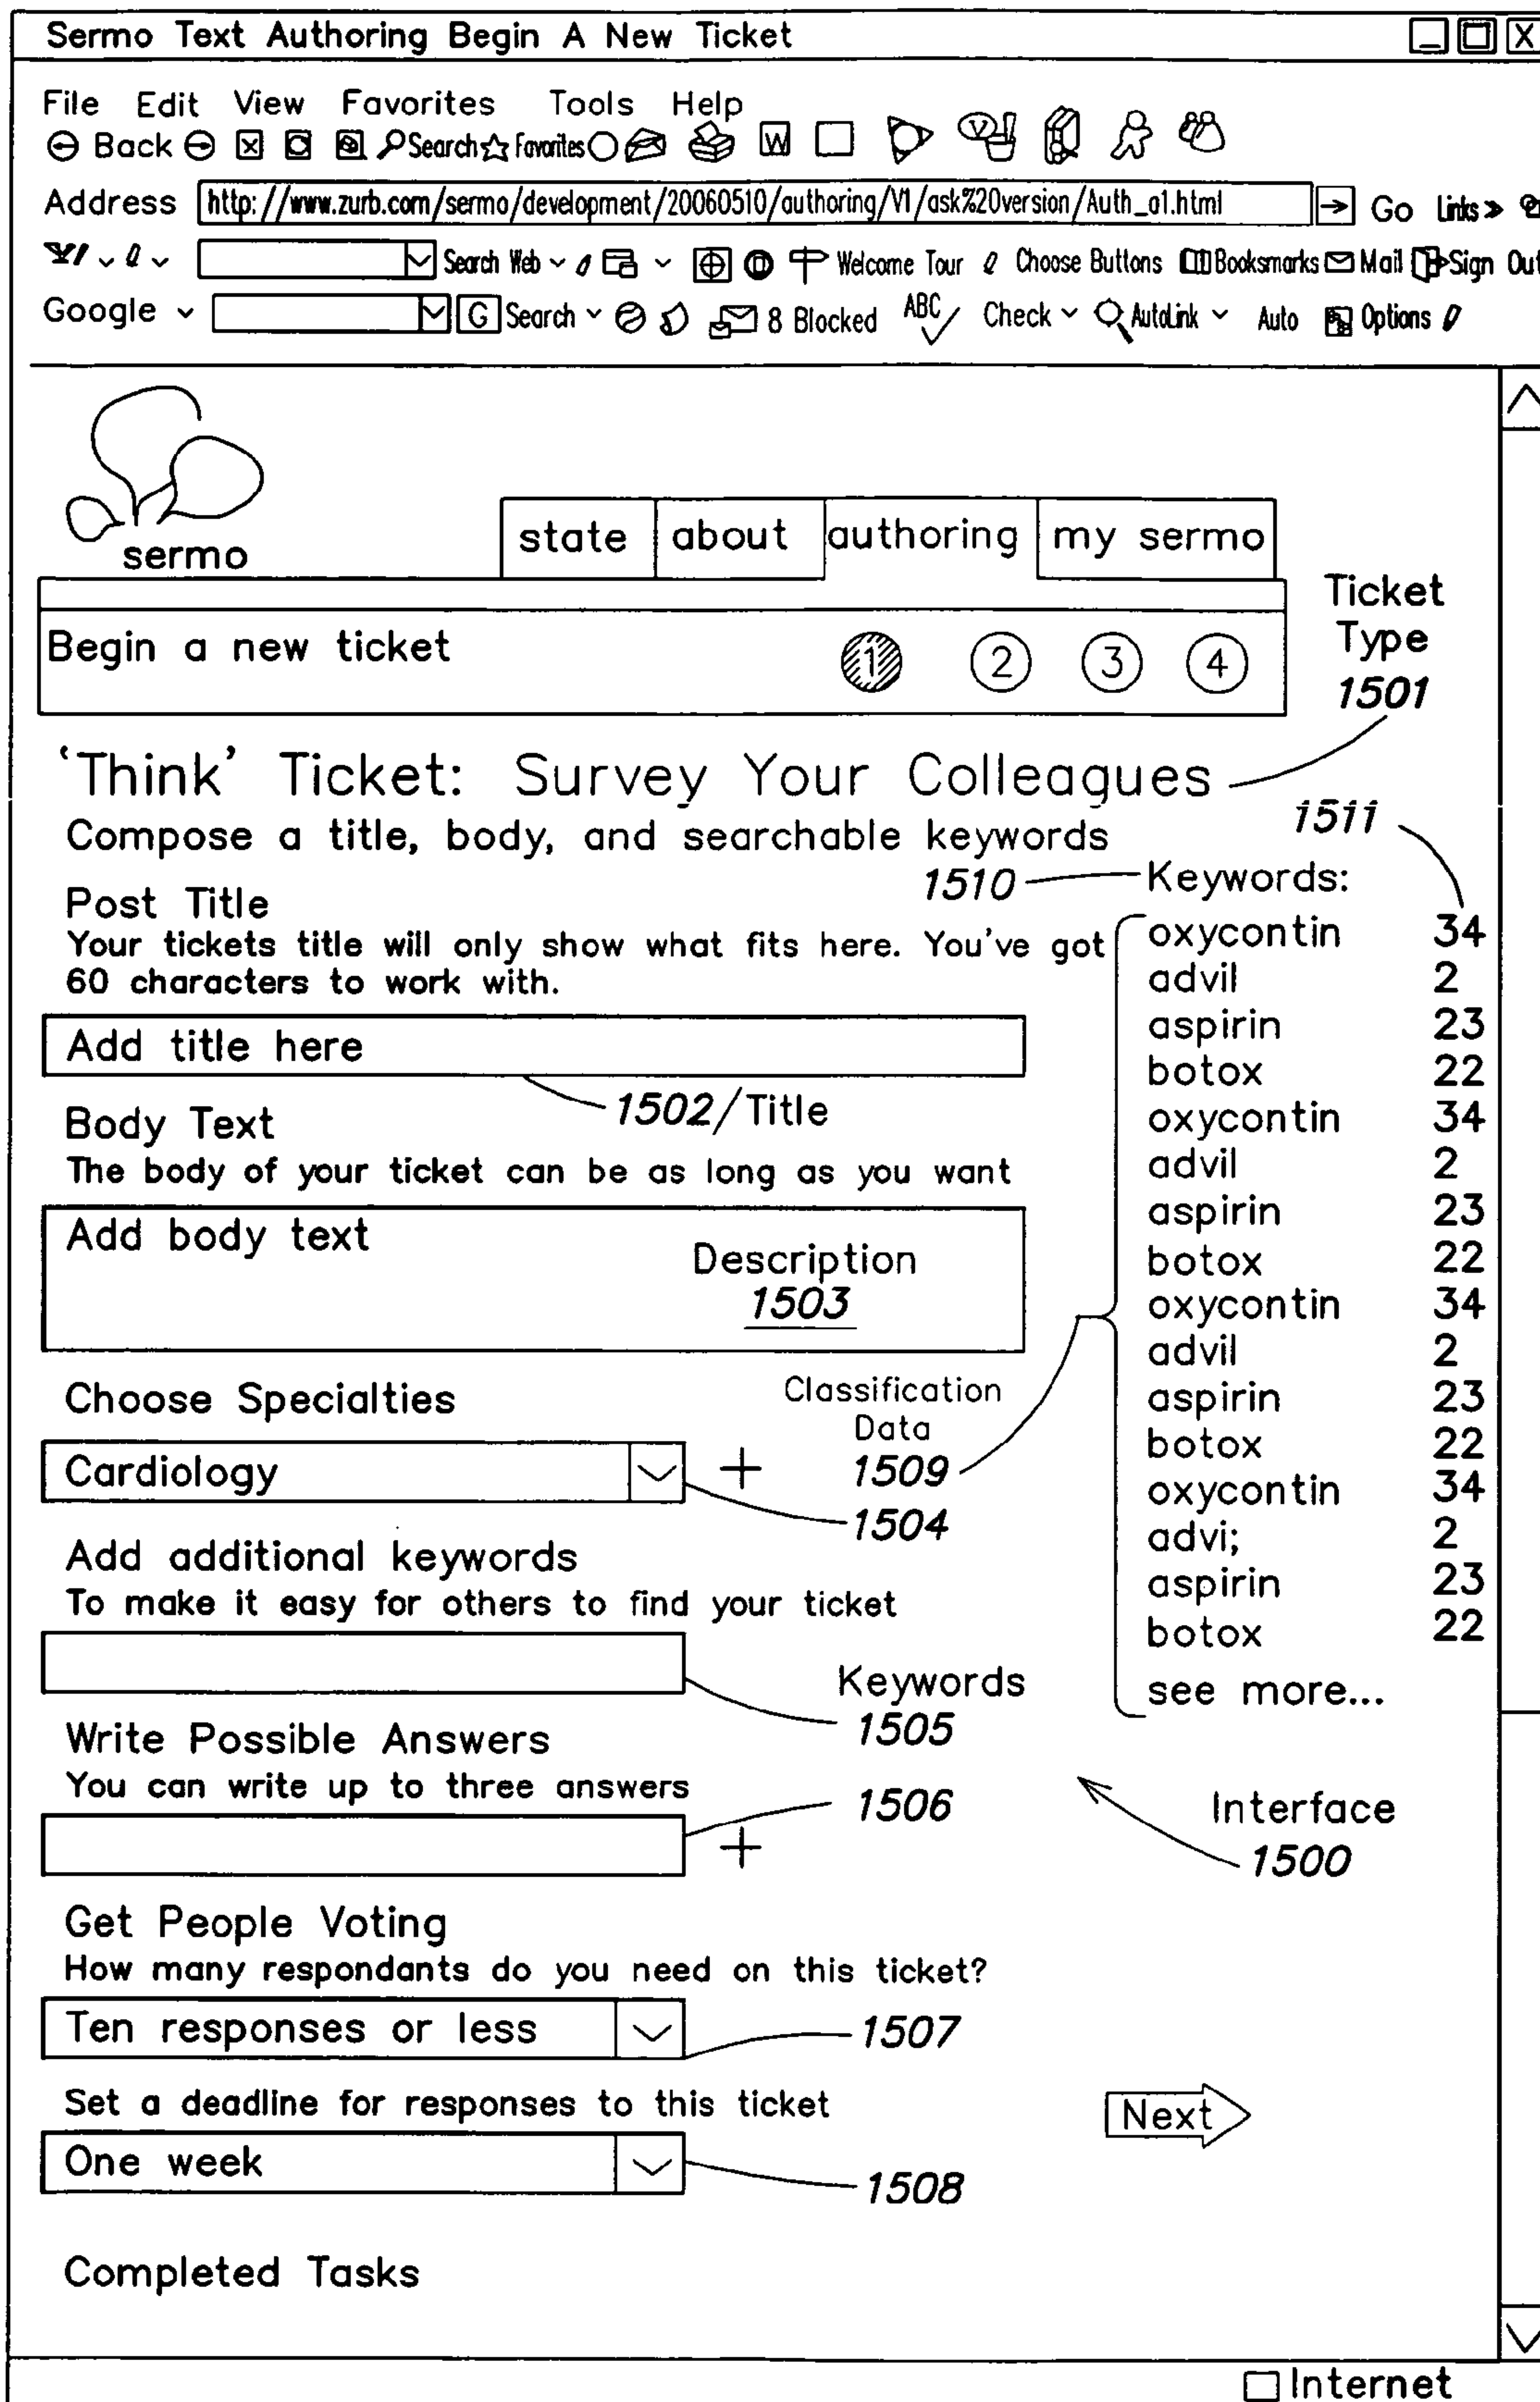 Sermo Text Authoring Begin A New Ticket
File Edit View Favorites Tools Help
Back Search Favorites W
Address http://www.zurb.com/sermo/development/20060510/authoring/V1/ask%20version/Auth_a1.html Go Links »
Search Web Welcome Tour Choose Buttons Booksmarks Mail Sign Out
Google G Search 8 Blocked ABC Check AutoLink Auto Options
sermo
state about authoring my sermo
Begin a new ticket 1 2 3 4
Ticket
Type
1501
'Think' Ticket: Survey Your Colleagues
Compose a title, body, and searchable keywords
1511
1510 Keywords:
Post Title
Your tickets title will only show what fits here. You've got
60 characters to work with.
Add title here
1502/Title
Body Text
The body of your ticket can be as long as you want
Add body text
Description
1503
Choose Specialties
Cardiology
+
Classification
Data
1509
1504
Add additional keywords
To make it easy for others to find your ticket
Keywords
1505
Write Possible Answers
You can write up to three answers
+
1506
Get People Voting
How many respondants do you need on this ticket?
Ten responses or less
1507
Set a deadline for responses to this ticket
One week
1508
Completed Tasks
oxycontin 34
advil 2
aspirin 23
botox 22
oxycontin 34
advil 2
aspirin 23
botox 22
oxycontin 34
advil 2
aspirin 23
botox 22
oxycontin 34
advi; 2
aspirin 23
botox 22
see more...
Interface
1500
Next
Internet